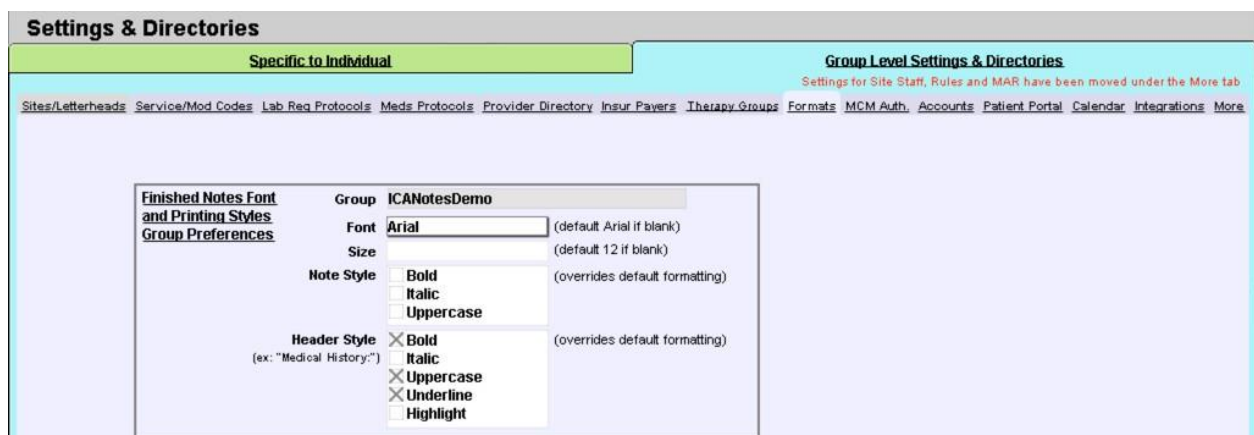 Settings & Directories
Specific to Individual
Group Level Settings & Directories
Settings for Site Staff, Rules and MAR have been moved under the More tab
Sites/Letterheads Service/Mod Codes Lab Req Protocols Meds Protocols Provider Directory Insur Payers Therapy Groups Formats MCM Auth. Accounts Patient Portal Calendar Integrations More
Finished Notes Font
and Printing Styles
Group Preferences
Group ICANotesDemo
Font Arial (default Arial if blank)
Size (default 12 if blank)
Note Style Bold (overrides default formatting)
Italic
Uppercase
Header Style Bold (overrides default formatting)
(ex: "Medical History:") Italic
Uppercase
Underline
Highlight